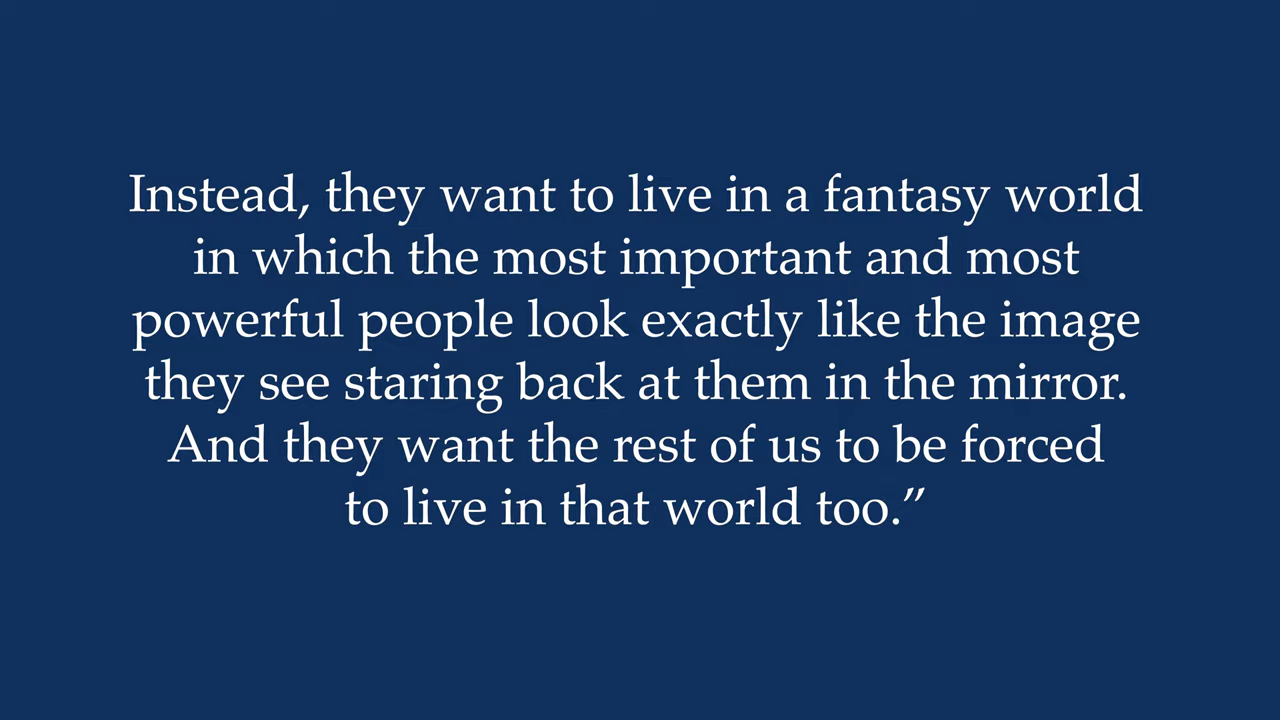 Instead, they want to live in a fantasy world
in which the most important and most
powerful people look exactly like the image
they see staring back at them in the mirror.
And they want the rest of us to be forced
to live in that world too.”